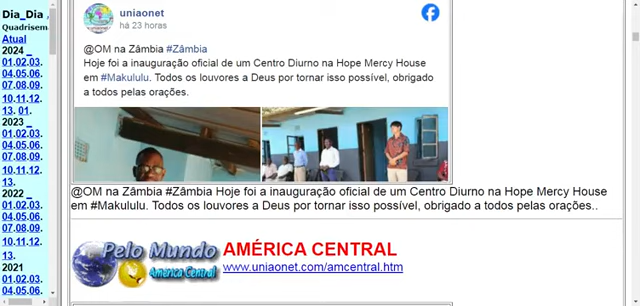 Dia_Dia ,
Quadrisem
Atual
2024 _
01,02,03.
04,05,06.
07,08,09.
10,11,12.
13. 01.
2023 _
01,02,03.
04,05,06.
07,08,09.
10,11,12.
13.
2022 _
01,02,03.
04,05,06.
07,08,09.
10,11,12.
13.
2021
01,02,03.
04,05,06.
uniaonet
há 23 horas
@OM na Zâmbia #Zâmbia
Hoje foi a inauguração oficial de um Centro Diurno na Hope Mercy House
em #Makululu. Todos os louvores a Deus por tornar isso possível, obrigado
a todos pelas orações.
@OM na Zâmbia #Zâmbia Hoje foi a inauguração oficial de um Centro Diurno na Hope Mercy House
em #Makululu. Todos os louvores a Deus por tornar isso possível, obrigado a todos pelas orações..
Pelo Mundo
América Central
AMÉRICA CENTRAL
www.uniaonet.com/amcentral.htm